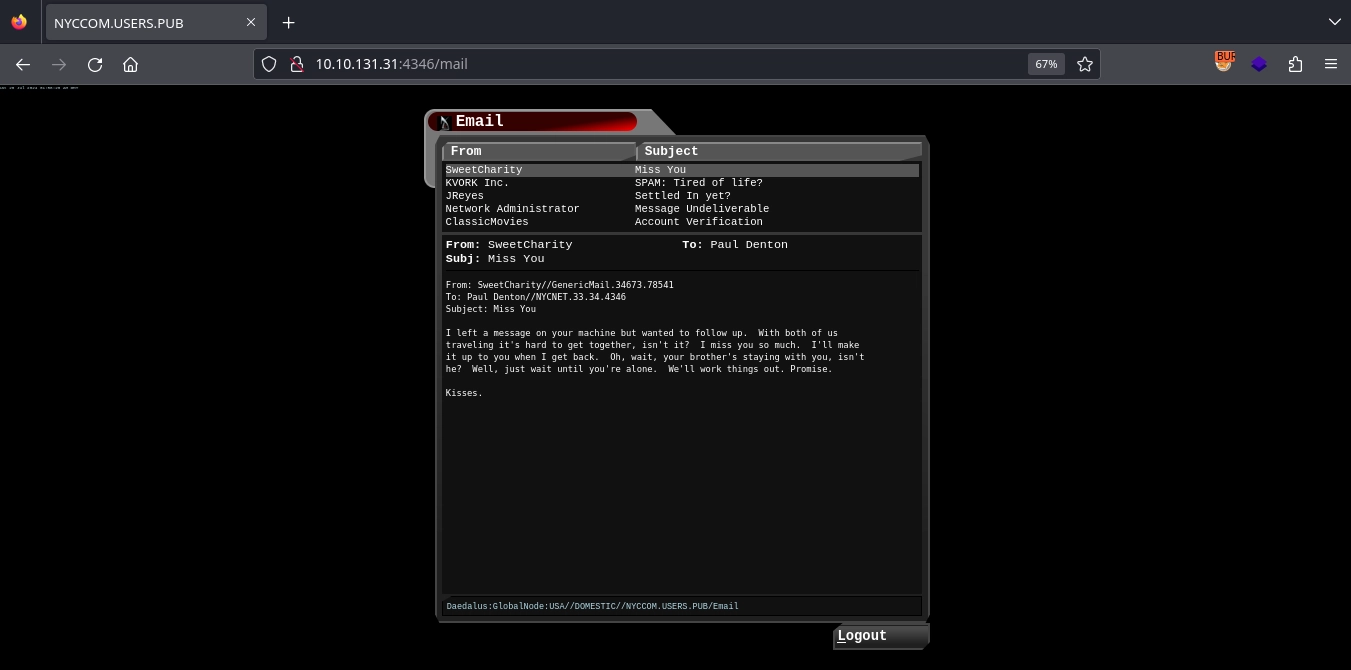 NYCCOM.USERS.PUB
10.10.131.31:4346/mail
67%
BUR
Email
From Subject
SweetCharity Miss You
KVORK Inc. SPAM: Tired of life?
JReyes Settled In yet?
Network Administrator Message Undeliverable
ClassicMovies Account Verification
From: SweetCharity To: Paul Denton
Subj: Miss You
From: SweetCharity//GenericMail.34673.78541
To: Paul Denton//NYCNET.33.34.4346
Subject: Miss You
I left a message on your machine but wanted to follow up.  With both of us
traveling it's hard to get together, isn't it?  I miss you so much.  I'll make
it up to you when I get back.  Oh, wait, your brother's staying with you, isn't
he?  Well, just wait until you're alone.  We'll work things out. Promise.
Kisses.
Daedalus:GlobalNode:USA//DOMESTIC//NYCCOM.USERS.PUB/Email
Logout